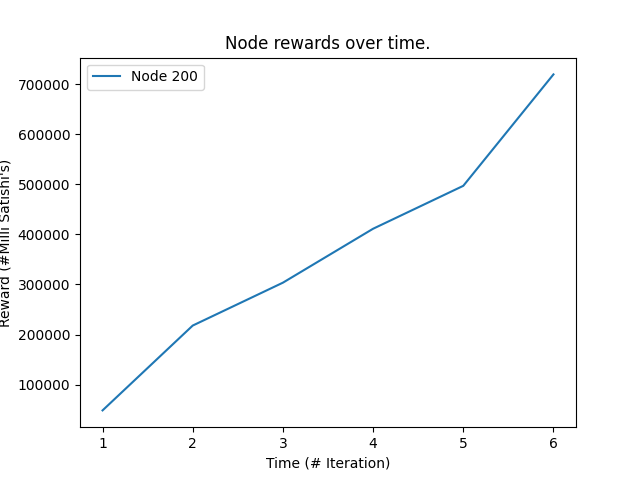 Node rewards over time.
Node 200
700000
600000
500000
400000
300000
200000
100000
Reward (#Milli Satishi's)
1 2 3 4 5 6
Time (# Iteration)